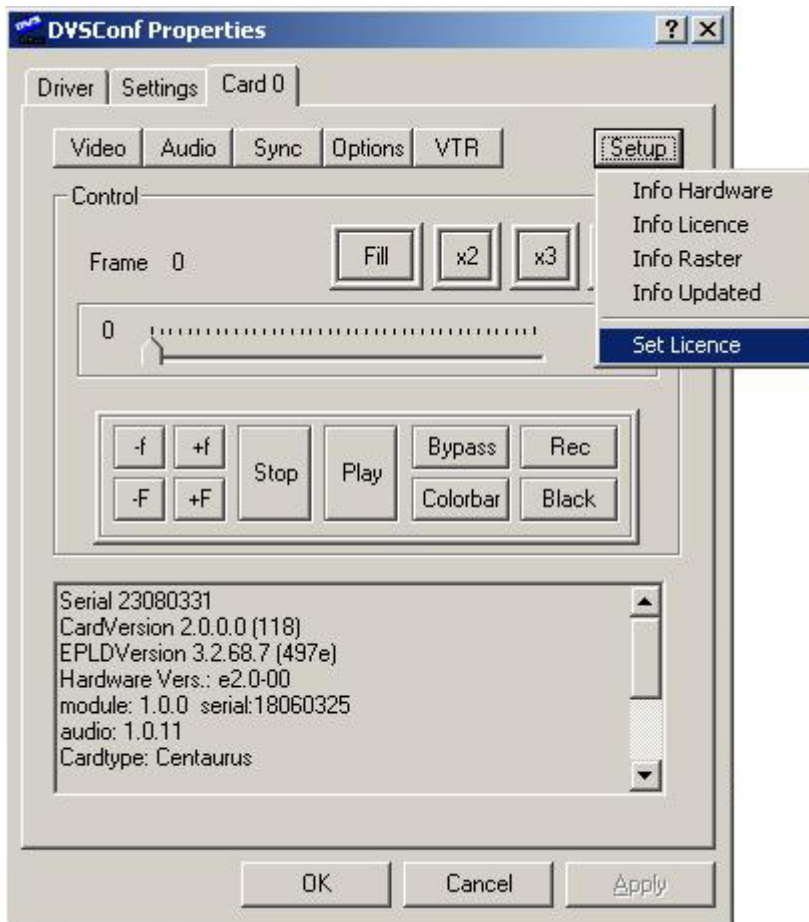 DVSConf Properties
Driver Settings Card 0
Video Audio Sync Options VTR Setup
Info Hardware
Info Licence
Info Raster
Info Updated
Set Licence
Control
Frame 0 Fill x2 x3
0
-f +f Stop Play Bypass Rec
-F +F Colorbar Black
Serial 23080331
CardVersion 2.0.0.0 (118)
EPLDVersion 3.2.68.7 (497e)
Hardware Vers.: e2.0-00
module: 1.0.0 serial:18060325
audio: 1.0.11
Cardtype: Centaurus
OK Cancel Apply